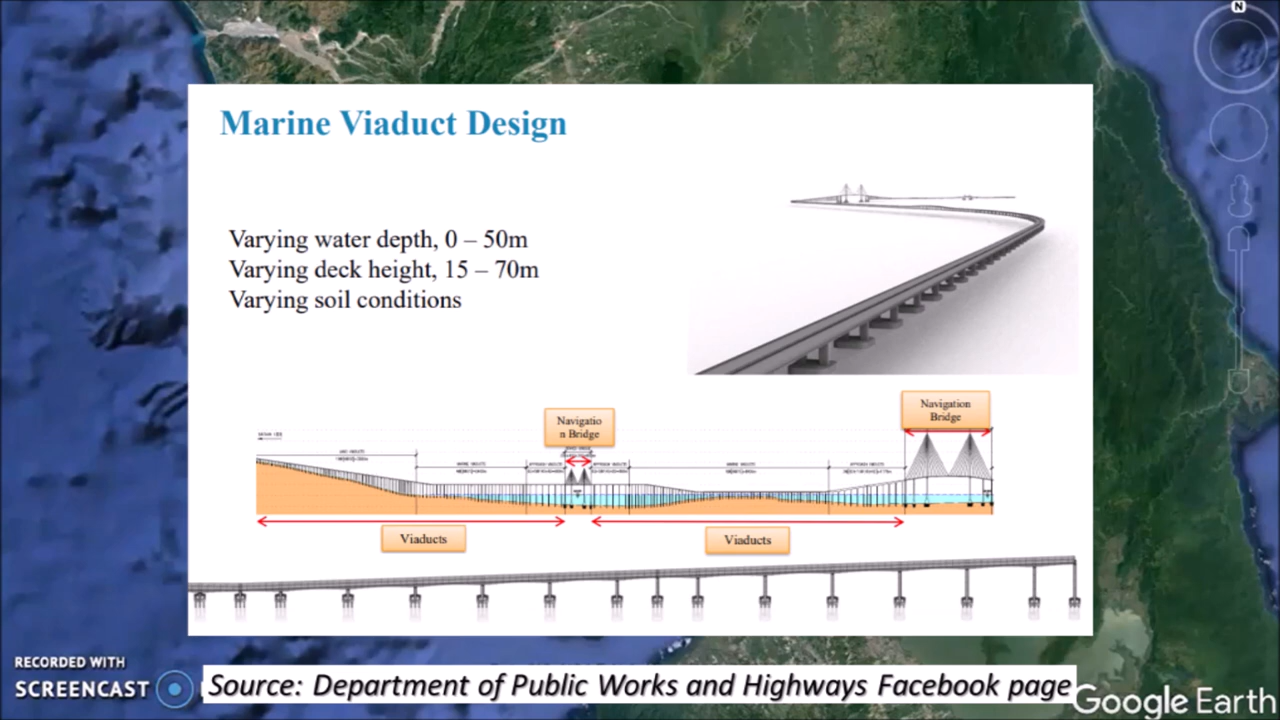 N
Marine Viaduct Design
Varying water depth, 0 – 50m
Varying deck height, 15 – 70m
Varying soil conditions
Navigation
Bridge
Navigatio
n Bridge
Viaducts
Viaducts
RECORDED WITH
SCREENCAST
Source: Department of Public Works and Highways Facebook page
Google Earth